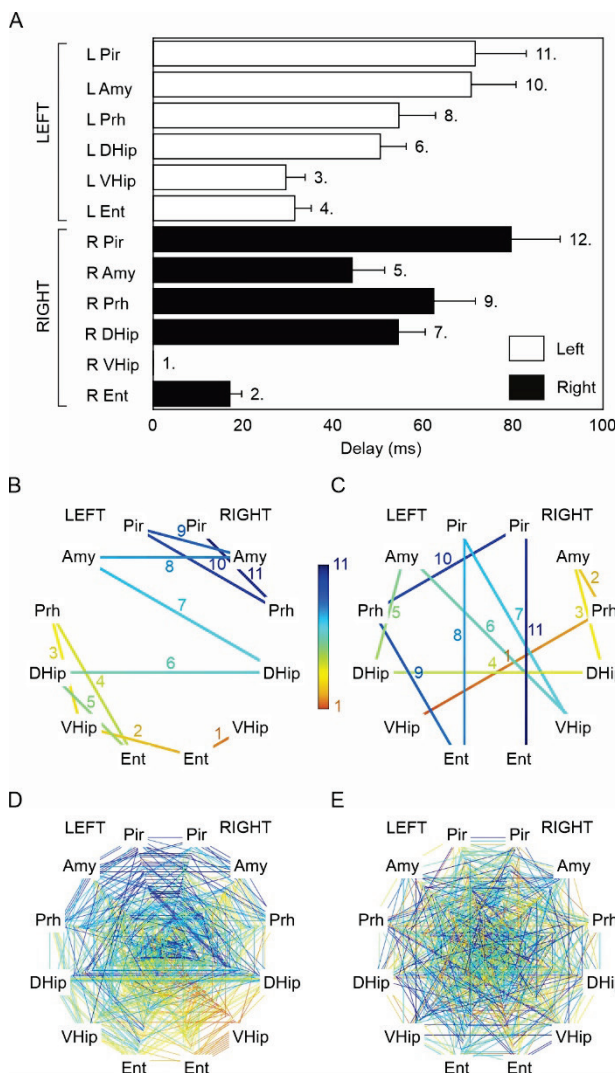 A
LEFT
L Pir 11.
L Amy 10.
L Prh 8.
L DHip 6.
L VHip 3.
L Ent 4.
RIGHT
R Pir 12.
R Amy 5.
R Prh 9.
R DHip 7.
R VHip 1.
R Ent 2.
Left
Right
0 20 40 60 80 100
Delay (ms)
B
LEFT RIGHT
Pir Pir
Amy Amy
Prh Prh
DHip DHip
VHip VHip
Ent Ent
9
8 10 11
7
3
6
4
5
2 1
11
1
C
LEFT RIGHT
Pir Pir
Amy Amy
Prh Prh
DHip DHip
VHip VHip
Ent Ent
10 2
5 3
6 7
8 11
1
4
9
D
LEFT RIGHT
Pir Pir
Amy Amy
Prh Prh
DHip DHip
VHip VHip
Ent Ent
E
LEFT RIGHT
Pir Pir
Amy Amy
Prh Prh
DHip DHip
VHip VHip
Ent Ent